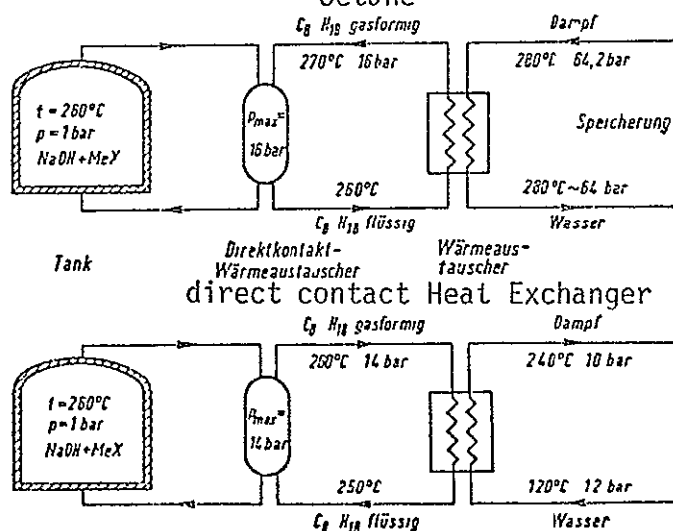 C₈ H₁₈ gasförmig
Dampf
270°C 16 bar
280°C 64,2 bar
t = 260°C
p = 1 bar
NaOH + MeX
pmax =
16 bar
Speicherung
260°C
280°C ~64 bar
C₈ H₁₈ flüssig
Wasser
Tank
Direktkontakt-
Wärmeaustauscher
Wärmeaus-
tauscher
direct contact Heat Exchanger
C₈ H₁₈ gasförmig
Dampf
260°C 14 bar
240°C 10 bar
t = 260°C
p = 1 bar
NaOH + MeX
pmax =
14 bar
250°C
120°C 12 bar
C₈ H₁₈ flüssig
Wasser